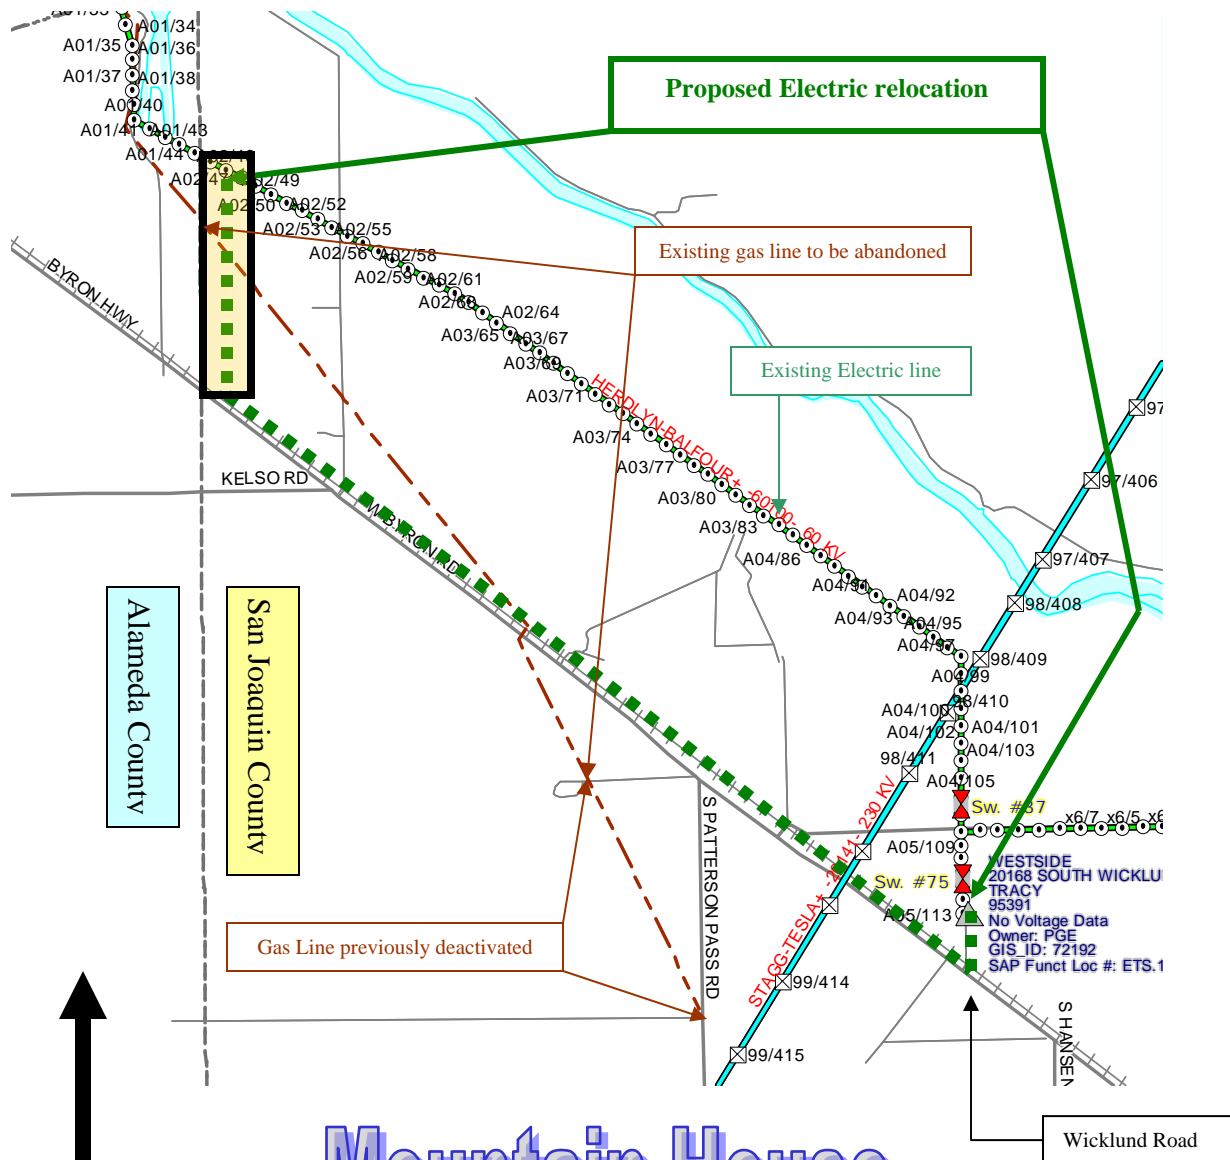 A01/34
A01/35
A01/36
A01/37
A01/38
A01/40
A01/41
A01/43
A01/44
A02/49
A02/50
A02/52
A02/53
A02/55
A02/56
A02/58
A02/59
A02/61
A02/64
A03/65
A03/67
A03/71
A03/74
A03/77
A03/80
A03/83
A04/86
A04/92
A04/93
A04/95
A04/97
A04/99
A04/101
A04/102
A04/103
A04/105
A05/109
A05/113
Proposed Electric relocation
Existing gas line to be abandoned
Existing Electric line
HERDLYN-BALFOUR+ -60100- 60 KV
BYRON HWY
KELSO RD
W BYRON RD
Alameda County
San Joaquin County
97/406
97/407
98/408
98/409
98/410
98/411
99/414
99/415
STAGG-TESLA+
230 KV
S PATTERSON PASS RD
Gas Line previously deactivated
Sw. #37
x6/7
x6/5
Sw. #75
WESTSIDE
20168 SOUTH WICKLU
TRACY
95391
No Voltage Data
Owner: PGE
GIS_ID: 72192
SAP Funct Loc #: ETS.1
S HANSEN
Wicklund Road
Mountain House